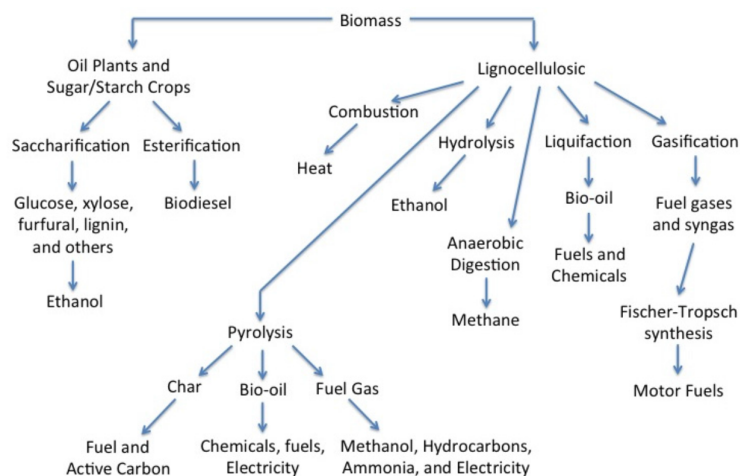 Biomass
Oil Plants and
Sugar/Starch Crops
Lignocellulosic
Combustion
Saccharification
Esterification
Hydrolysis
Liquifaction
Gasification
Heat
Glucose, xylose,
furfural, lignin,
and others
Biodiesel
Ethanol
Bio-oil
Fuel gases
and syngas
Anaerobic
Digestion
Fuels and
Chemicals
Ethanol
Methane
Fischer-Tropsch
synthesis
Pyrolysis
Motor Fuels
Char
Bio-oil
Fuel Gas
Fuel and
Active Carbon
Chemicals, fuels,
Electricity
Methanol, Hydrocarbons,
Ammonia, and Electricity